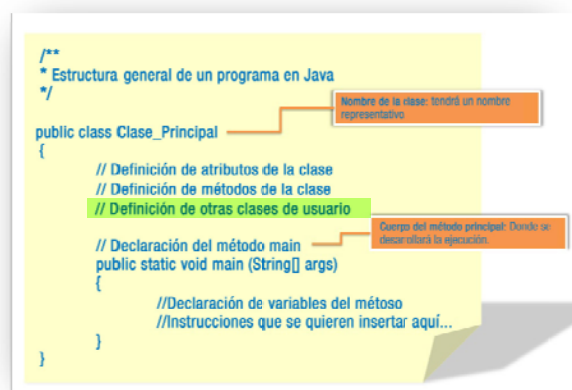 /**
* Estructura general de un programa en Java
*/
Nombre de la clase: tendrá un nombre
representativo
public class Clase_Principal
{
// Definición de atributos de la clase
// Definición de métodos de la clase
// Definición de otras clases de usuario
Cuerpo del método principal: Donde se
desarrollará la ejecución.
// Declaración del método main
public static void main (String[] args)
{
//Declaración de variables del métoso
//Instrucciones que se quieren insertar aquí...
}
}